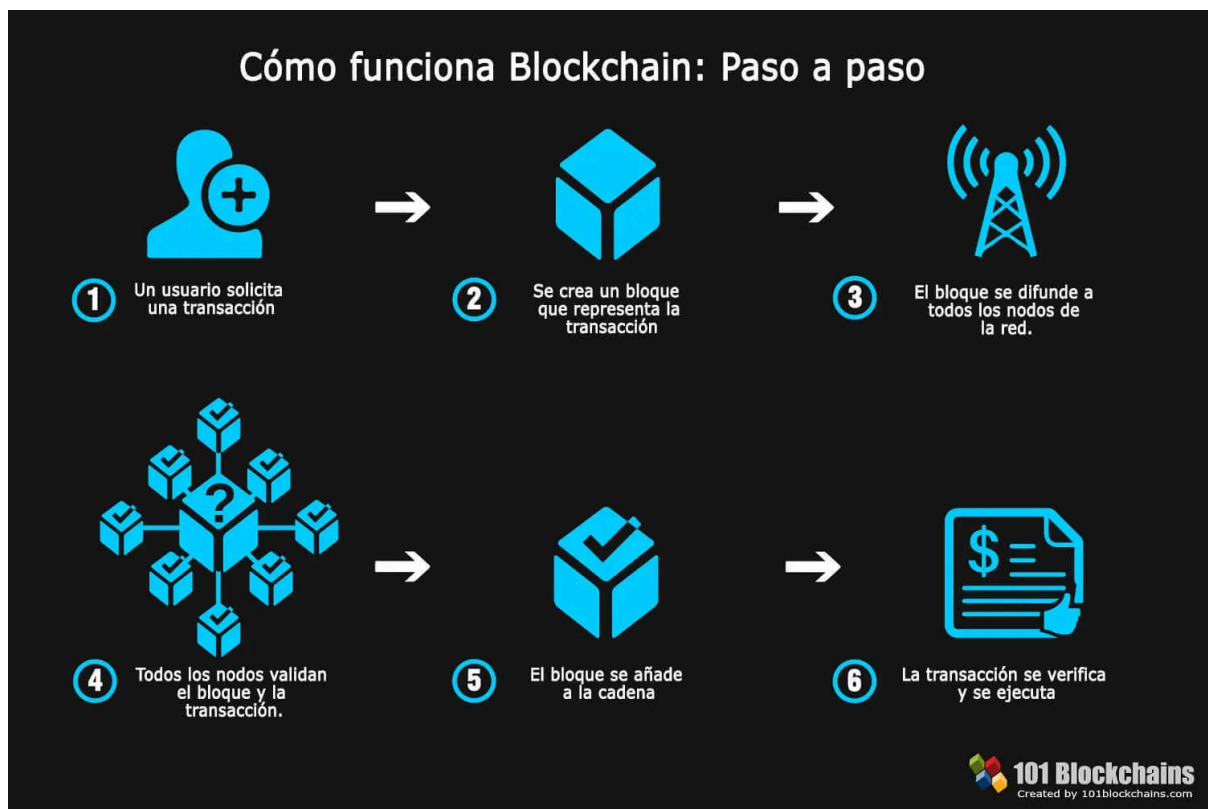 Cómo funciona Blockchain: Paso a paso
1
Un usuario solicita
una transacción
2
Se crea un bloque
que representa la
transacción
3
El bloque se difunde a
todos los nodos de
la red.
?
4
Todos los nodos validan
el bloque y la
transacción.
5
El bloque se añade
a la cadena
$
6
La transacción se verifica
y se ejecuta
101 Blockchains
Created by 101blockchains.com